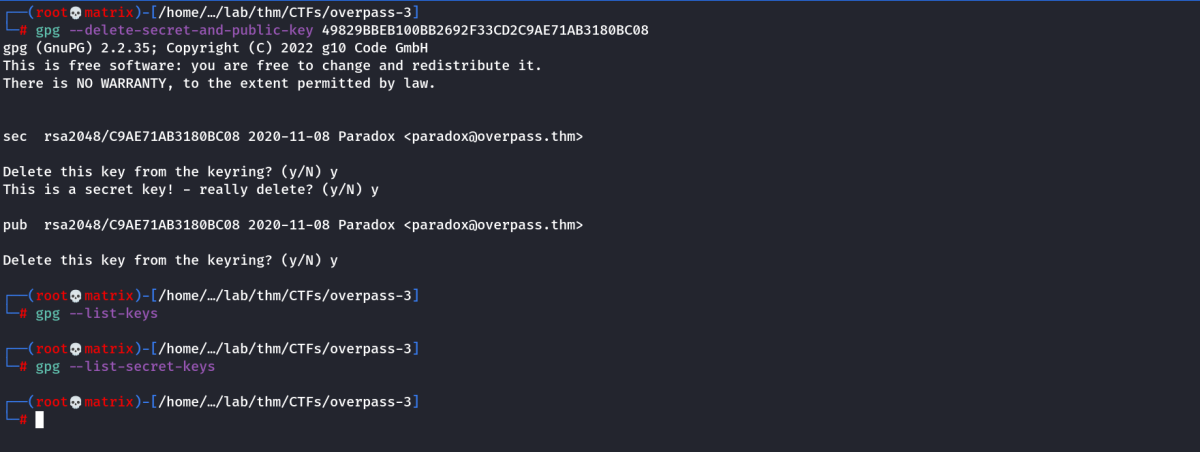 ┌──(root💀matrix)-[/home/…/lab/thm/CTFs/overpass-3]
└─# gpg --delete-secret-and-public-key 49829BBEB100BB2692F33CD2C9AE71AB3180BC08
gpg (GnuPG) 2.2.35; Copyright (C) 2022 g10 Code GmbH
This is free software: you are free to change and redistribute it.
There is NO WARRANTY, to the extent permitted by law.
sec  rsa2048/C9AE71AB3180BC08 2020-11-08 Paradox <paradox@overpass.thm>
Delete this key from the keyring? (y/N) y
This is a secret key! - really delete? (y/N) y
pub  rsa2048/C9AE71AB3180BC08 2020-11-08 Paradox <paradox@overpass.thm>
Delete this key from the keyring? (y/N) y
┌──(root💀matrix)-[/home/…/lab/thm/CTFs/overpass-3]
└─# gpg --list-keys
┌──(root💀matrix)-[/home/…/lab/thm/CTFs/overpass-3]
└─# gpg --list-secret-keys
┌──(root💀matrix)-[/home/…/lab/thm/CTFs/overpass-3]
└─#